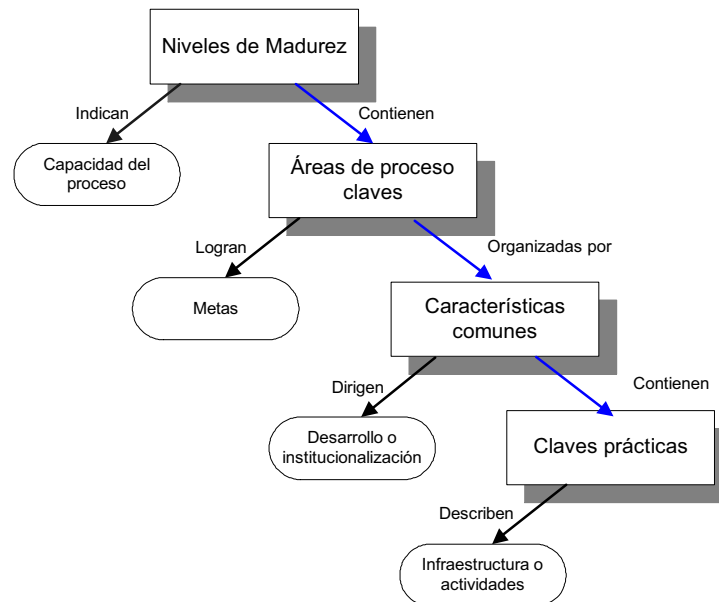 Niveles de Madurez
Indican
Contienen
Capacidad del
proceso
Áreas de proceso
claves
Logran
Organizadas por
Metas
Características
comunes
Dirigen
Contienen
Desarrollo o
institucionalización
Claves prácticas
Describen
Infraestructura o
actividades